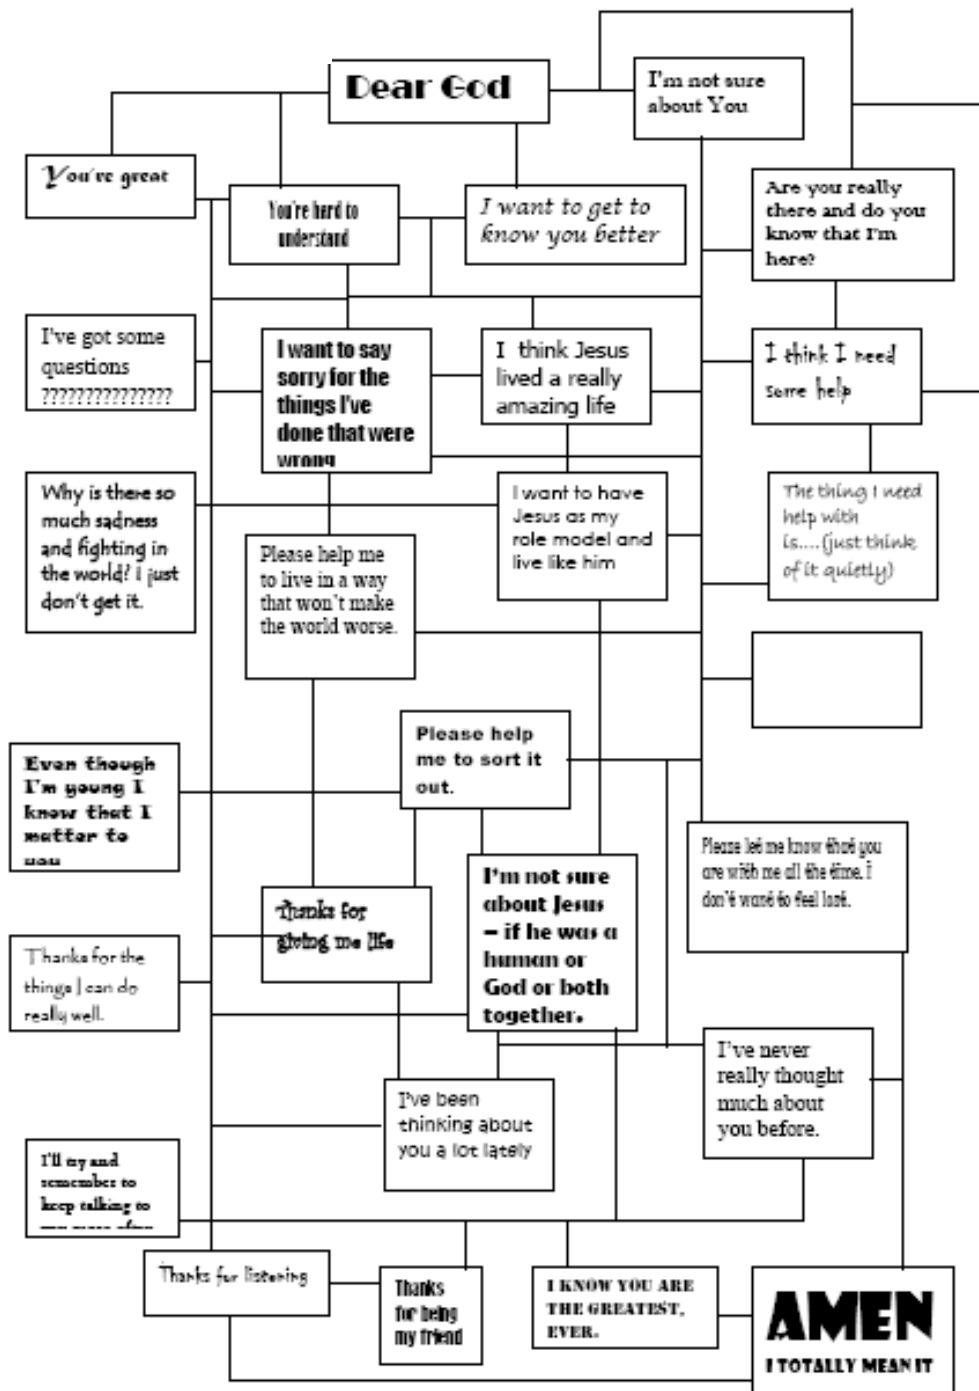 Dear God
I'm not sure
about You
You're great
You're hard to
understand
I want to get to
know you better
Are you really
there and do you
know that I'm
here?
I've got some
questions
???????????????
I want to say
sorry for the
things I've
done that were
wrong
I think Jesus
lived a really
amazing life
I think I need
some help
Why is there so
much sadness
and fighting in
the world? I just
don't get it.
Please help me
to live in a way
that won't make
the world worse.
I want to have
Jesus as my
role model and
live like him
The thing I need
help with
is....(just think
of it quietly)
Please help
me to sort it
out.
Even though
I'm young I
know that I
matter to
you
Please let me know that you
are with me all the time. I
don't want to feel lost.
I'm not sure
about Jesus
– if he was a
human or
God or both
together.
Thanks for
giving me life
Thanks for the
things I can do
really well.
I've never
really thought
much about
you before.
I've been
thinking about
you a lot lately
I'll try and
remember to
keep talking to
Thanks for listening
Thanks
for being
my friend
I KNOW YOU ARE
THE GREATEST,
EVER.
AMEN
I TOTALLY MEAN IT